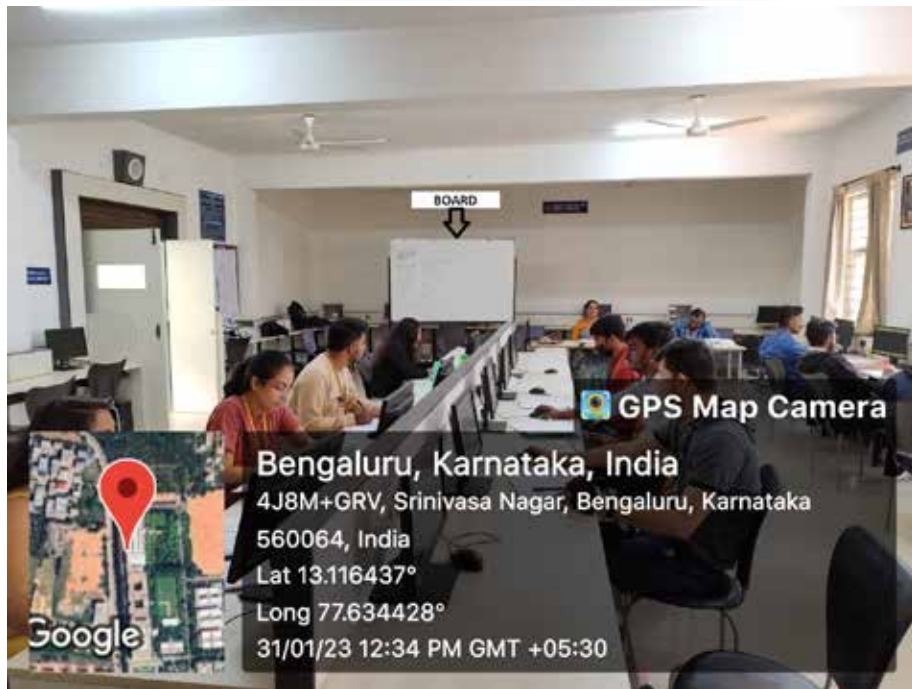 BOARD
GPS Map Camera
Bengaluru, Karnataka, India
4J8M+GRV, Srinivasa Nagar, Bengaluru, Karnataka
560064, India
Lat 13.116437°
Long 77.634428°
31/01/23 12:34 PM GMT +05:30
Google